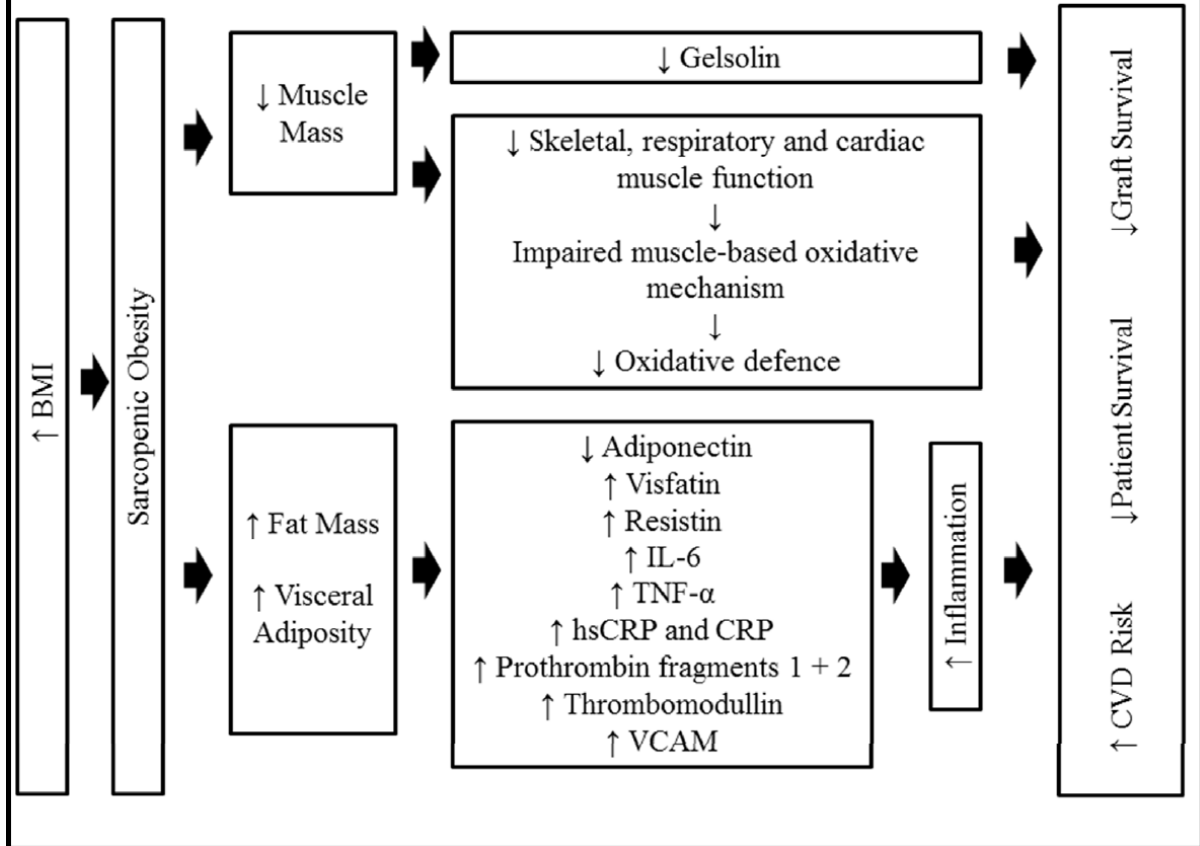 ↑ BMI
Sarcopenic Obesity
↓ Muscle
Mass
↓ Gelsolin
↓ Skeletal, respiratory and cardiac
muscle function
↓
Impaired muscle-based oxidative
mechanism
↓
↓ Oxidative defence
↑ Fat Mass
↑ Visceral
Adiposity
↓ Adiponectin
↑ Visfatin
↑ Resistin
↑ IL-6
↑ TNF-α
↑ hsCRP and CRP
↑ Prothrombin fragments 1 + 2
↑ Thrombomodullin
↑ VCAM
↑ Inflammation
↓Graft Survival
↓Patient Survival
↑ CVD Risk